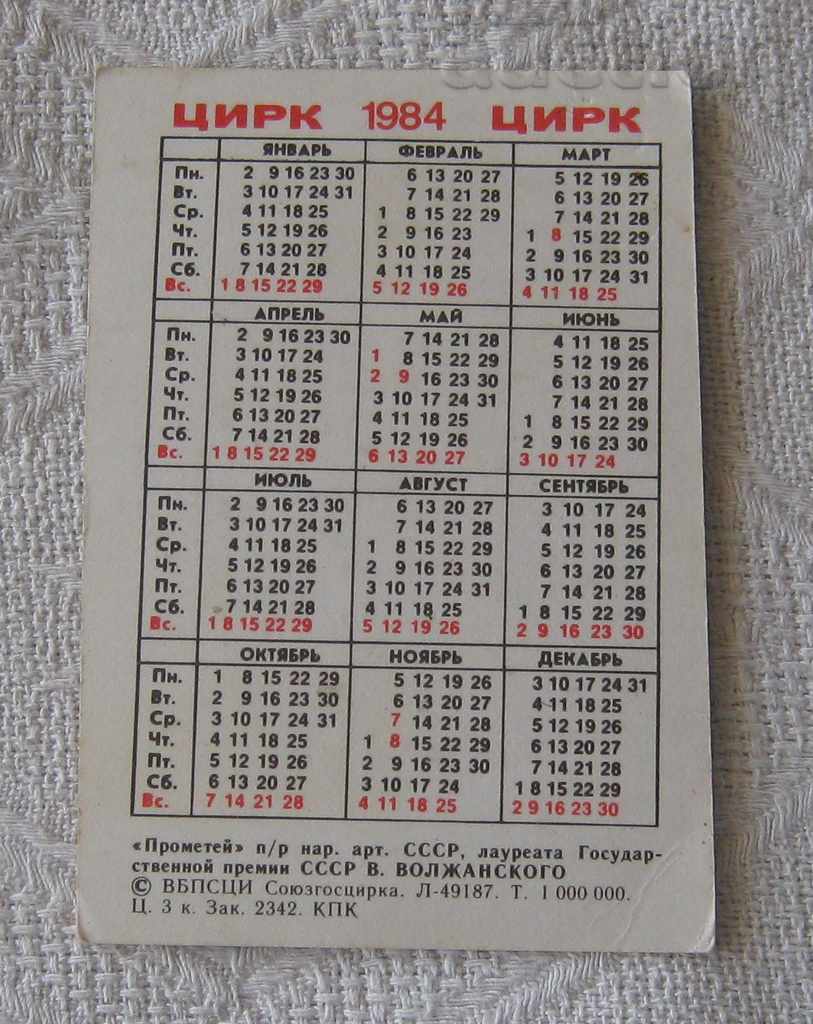 ЦИРК 1984 ЦИРК
ЯНВАРЬ ФЕВРАЛЬ МАРТ
Пн. 2 9 16 23 30 6 13 20 27 5 12 19 26
Вт. 3 10 17 24 31 7 14 21 28 6 13 20 27
Ср. 4 11 18 25 1 8 15 22 29 7 14 21 28
Чт. 5 12 19 26 2 9 16 23 1 8 15 22 29
Пт. 6 13 20 27 3 10 17 24 2 9 16 23 30
Сб. 7 14 21 28 4 11 18 25 3 10 17 24 31
Вс. 1 8 15 22 29 5 12 19 26 4 11 18 25
АПРЕЛЬ МАЙ ИЮНЬ
Пн. 2 9 16 23 30 7 14 21 28 4 11 18 25
Вт. 3 10 17 24 1 8 15 22 29 5 12 19 26
Ср. 4 11 18 25 2 9 16 23 30 6 13 20 27
Чт. 5 12 19 26 3 10 17 24 31 7 14 21 28
Пт. 6 13 20 27 4 11 18 25 1 8 15 22 29
Сб. 7 14 21 28 5 12 19 26 2 9 16 23 30
Вс. 1 8 15 22 29 6 13 20 27 3 10 17 24
ИЮЛЬ АВГУСТ СЕНТЯБРЬ
Пн. 2 9 16 23 30 6 13 20 27 3 10 17 24
Вт. 3 10 17 24 31 7 14 21 28 4 11 18 25
Ср. 4 11 18 25 1 8 15 22 29 5 12 19 26
Чт. 5 12 19 26 2 9 16 23 30 6 13 20 27
Пт. 6 13 20 27 3 10 17 24 31 7 14 21 28
Сб. 7 14 21 28 4 11 18 25 1 8 15 22 29
Вс. 1 8 15 22 29 5 12 19 26 2 9 16 23 30
ОКТЯБРЬ НОЯБРЬ ДЕКАБРЬ
Пн. 1 8 15 22 29 5 12 19 26 3 10 17 24 31
Вт. 2 9 16 23 30 6 13 20 27 4 11 18 25
Ср. 3 10 17 24 31 7 14 21 28 5 12 19 26
Чт. 4 11 18 25 1 8 15 22 29 6 13 20 27
Пт. 5 12 19 26 2 9 16 23 30 7 14 21 28
Сб. 6 13 20 27 3 10 17 24 1 8 15 22 29
Вс. 7 14 21 28 4 11 18 25 2 9 16 23 30
«Прометей» п/р нар. арт. СССР, лауреата Государ-
ственной премии СССР В. ВОЛЖАНСКОГО
© ВБПСЦИ Союзгосцирка. Л-49187. Т. 1 000 000.
Ц. 3 к. Зак. 2342. КПК